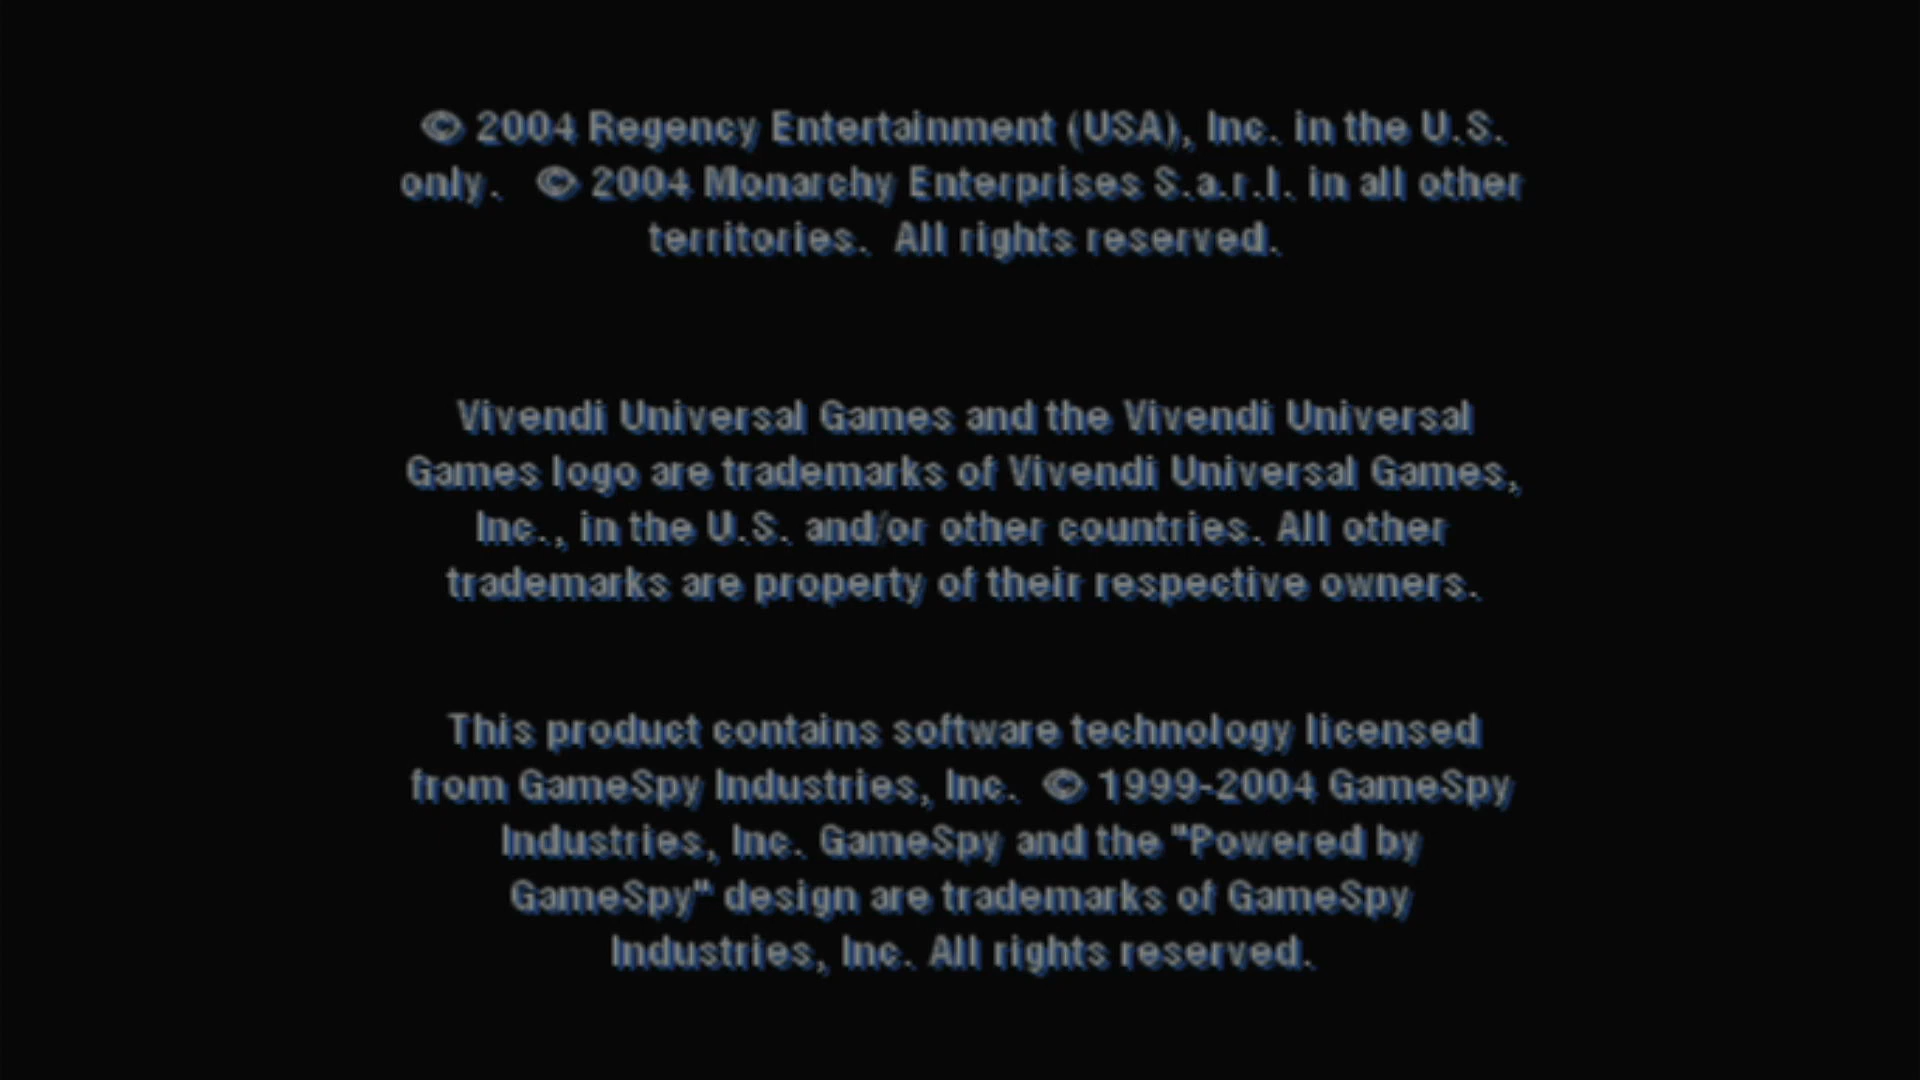 © 2004 Regency Entertainment (USA), Inc. in the U.S.
only.  © 2004 Monarchy Enterprises S.a.r.l. in all other
territories.  All rights reserved.
Vivendi Universal Games and the Vivendi Universal
Games logo are trademarks of Vivendi Universal Games,
Inc., in the U.S. and/or other countries. All other
trademarks are property of their respective owners.
This product contains software technology licensed
from GameSpy Industries, Inc.  © 1999-2004 GameSpy
Industries, Inc. GameSpy and the "Powered by
GameSpy" design are trademarks of GameSpy
Industries, Inc. All rights reserved.